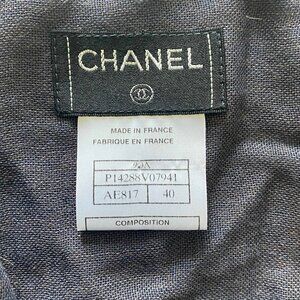 CHANEL
MADE IN FRANCE
FABRIQUE EN FRANCE
P14288V07941
AE817 40
COMPOSITION